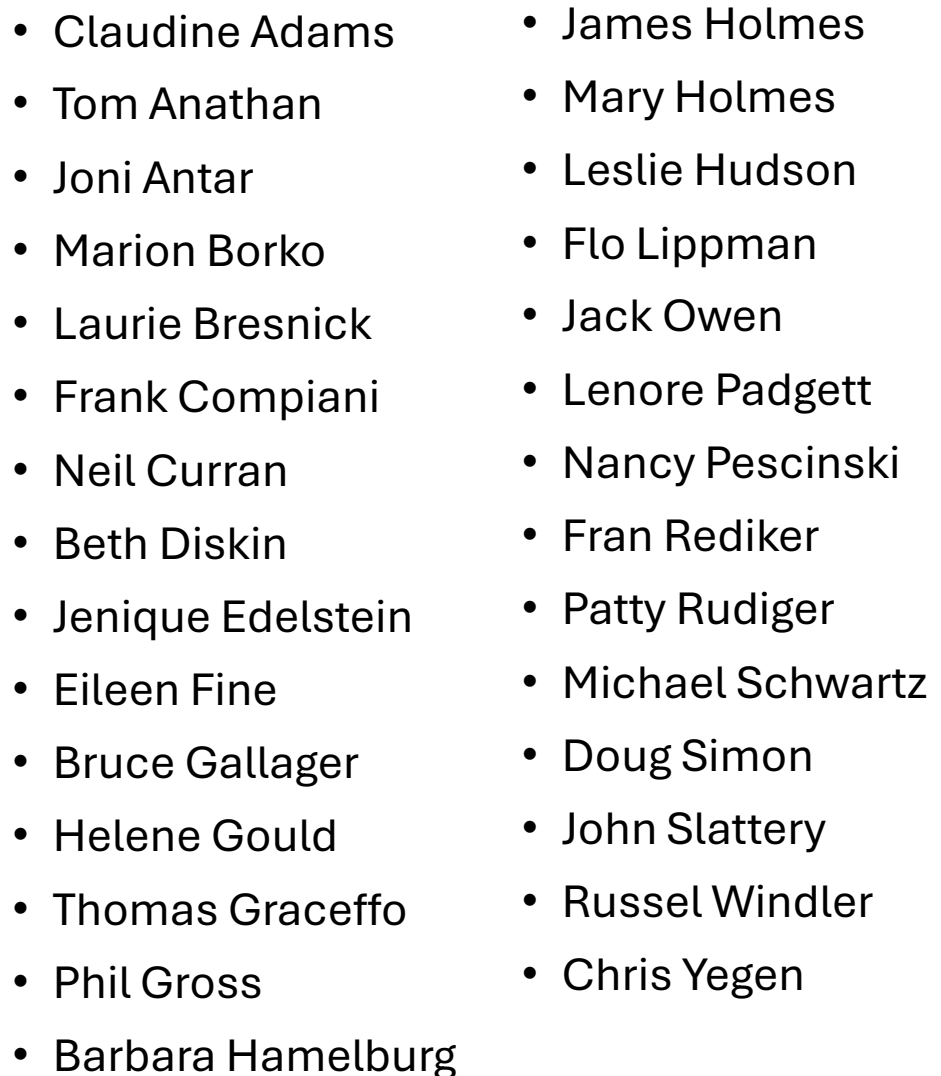 • Claudine Adams
• Tom Anathan
• Joni Antar
• Marion Borko
• Laurie Bresnick
• Frank Compiani
• Neil Curran
• Beth Diskin
• Jenique Edelstein
• Eileen Fine
• Bruce Gallager
• Helene Gould
• Thomas Graceffo
• Phil Gross
• Barbara Hamelburg
• James Holmes
• Mary Holmes
• Leslie Hudson
• Flo Lippman
• Jack Owen
• Lenore Padgett
• Nancy Pescinski
• Fran Rediker
• Patty Rudiger
• Michael Schwartz
• Doug Simon
• John Slattery
• Russel Windler
• Chris Yegen